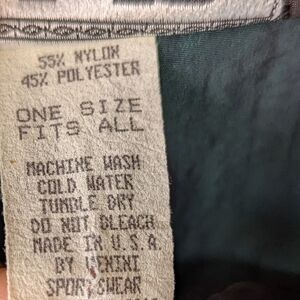 55% NYLON
45% POLYESTER
ONE SIZE
FITS ALL
MACHINE WASH
COLD WATER
TUMBLE DRY
DO NOT BLEACH
MADE IN U.S.A
BY
SPORTSWEAR